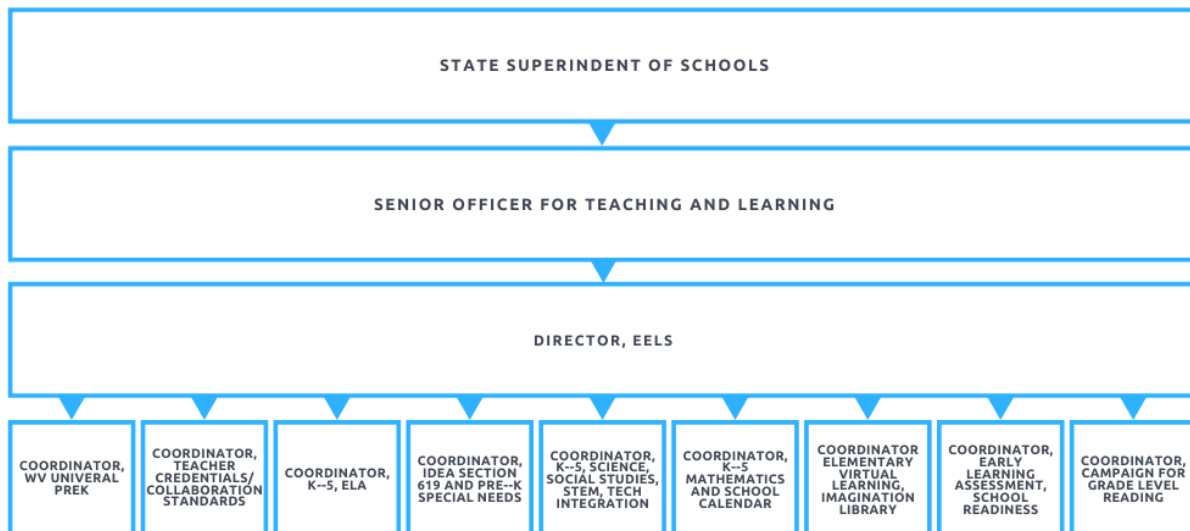 STATE SUPERINDENT OF SCHOOLS
SENIOR OFFICER FOR TEACHING AND LEARNING
DIRECTOR, EELS
COORDINATOR,
WV UNIVERAL
PREK
COORDINATOR,
TEACHER
CREDENTIALS/
COLLABORATION
STANDARDS
COORDINATOR,
K--5, ELA
COORDINATOR,
IDEA SECTION
619 AND PRE--K
SPECIAL NEEDS
COORDINATOR,
K--5, SCIENCE,
SOCIAL STUDIES,
STEM, TECH
INTEGRATION
COORDINATOR,
K--5
MATHEMATICS
AND SCHOOL
CALENDAR
COORDINATOR
ELEMENTARY
VIRTUAL
LEARNING,
IMAGINATION
LIBRARY
COORDINATOR,
EARLY
LEARNING
ASSESSMENT,
SCHOOL
READINESS
COORDINATOR,
CAMPAIGN FOR
GRADE LEVEL
READING